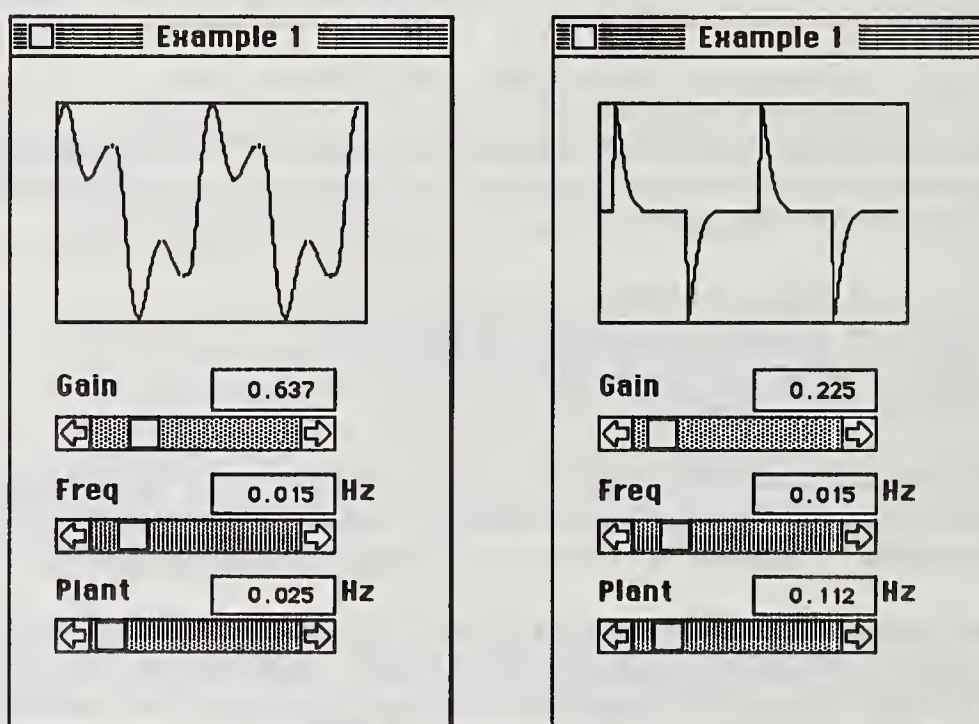 Example 1
Gain 0.637
Freq 0.015 Hz
Plant 0.025 Hz
Example 1
Gain 0.225
Freq 0.015 Hz
Plant 0.112 Hz